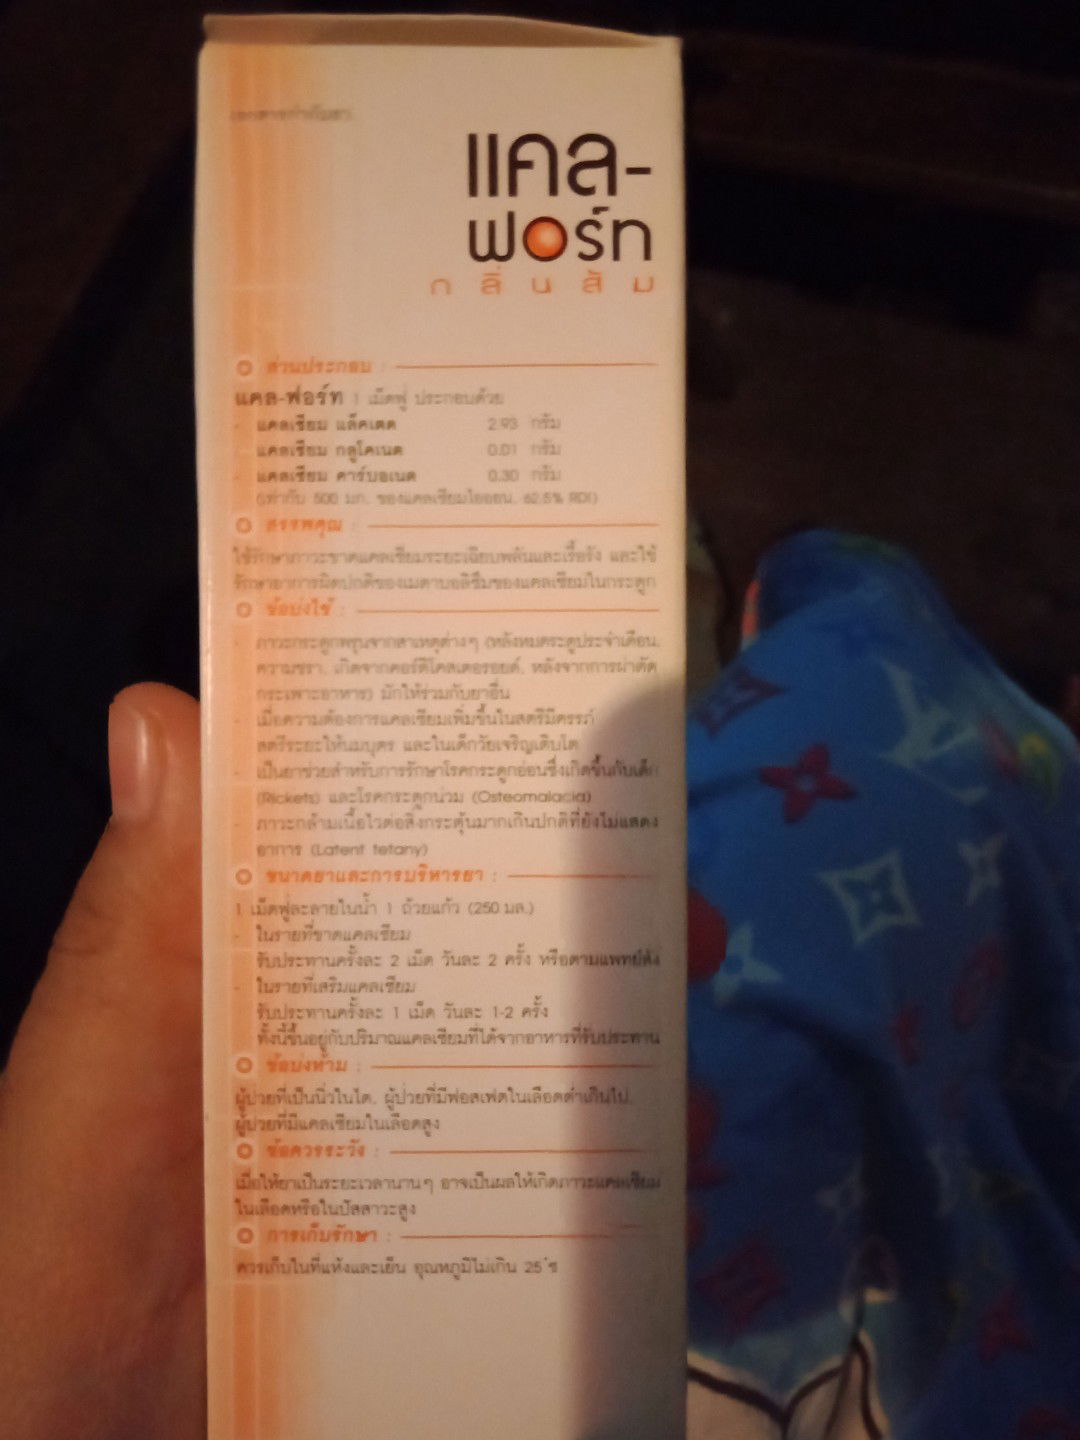 เอกสารกำกับยา
แคล-
ฟอร์ท
กลิ่นส้ม
ส่วนประกอบ :
แคล-ฟอร์ท 1 เม็ดฟู่ ประกอบด้วย
- แคลเซียม แล็คเตต 2.93 กรัม
- แคลเซียม กลูโคเนต 0.01 กรัม
- แคลเซียม คาร์บอเนต 0.30 กรัม
(เท่ากับ 500 มก. ของแคลเซียมไอออน, 62.5% RDI)
สรรพคุณ :
ใช้รักษาภาวะขาดแคลเซียมระยะเฉียบพลันและเรื้อรัง และใช้
รักษาอาการผิดปกติของเมตาบอลิซึมของแคลเซียมในกระดูก
ข้อบ่งใช้ :
- ภาวะกระดูกพรุนจากสาเหตุต่างๆ (หลังหมดระดูประจำเดือน,
ความชรา, เกิดจากคอร์ติโคสเตอรอยด์, หลังจากการผ่าตัด
กระเพาะอาหาร) มักให้ร่วมกับยาอื่น
- เมื่อความต้องการแคลเซียมเพิ่มขึ้นในสตรีมีครรภ์
สตรีระยะให้นมบุตร และในเด็กวัยเจริญเติบโต
- เป็นยาช่วยสำหรับการรักษาโรคกระดูกอ่อนซึ่งเกิดขึ้นกับเด็ก
(Rickets) และโรคกระดูกน่วม (Osteomalacia)
- ภาวะกล้ามเนื้อไวต่อสิ่งกระตุ้นมากเกินปกติที่ยังไม่แสดง
อาการ (Latent tetany)
ขนาดยาและการบริหารยา :
1 เม็ดฟู่ละลายในน้ำ 1 ถ้วยแก้ว (250 มล.)
- ในรายที่ขาดแคลเซียม
รับประทานครั้งละ 2 เม็ด วันละ 2 ครั้ง หรือตามแพทย์สั่ง
- ในรายที่เสริมแคลเซียม
รับประทานครั้งละ 1 เม็ด วันละ 1-2 ครั้ง
ทั้งนี้ขึ้นอยู่กับปริมาณแคลเซียมที่ได้จากอาหารที่รับประทาน
ข้อบ่งห้าม :
ผู้ป่วยที่เป็นนิ่วในไต, ผู้ป่วยที่มีฟอสเฟตในเลือดต่ำเกินไป,
ผู้ป่วยที่มีแคลเซียมในเลือดสูง
ข้อควรระวัง :
เมื่อให้ยาเป็นระยะเวลานานๆ อาจเป็นผลให้เกิดภาวะแคลเซียม
ในเลือดหรือในปัสสาวะสูง
การเก็บรักษา :
ควรเก็บในที่แห้งและเย็น อุณหภูมิไม่เกิน 25 ํซ